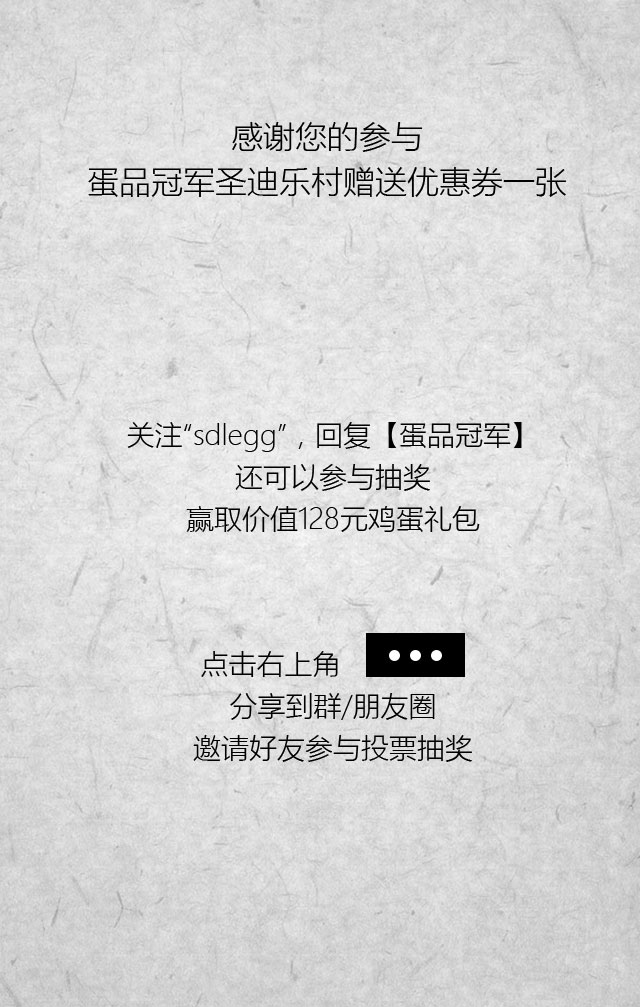 感谢您的参与
蛋品冠军圣迪乐村赠送优惠券一张
关注“sdlegg”，回复【蛋品冠军】
还可以参与抽奖
赢取价值128元鸡蛋礼包
点击右上角
分享到群/朋友圈
邀请好友参与投票抽奖